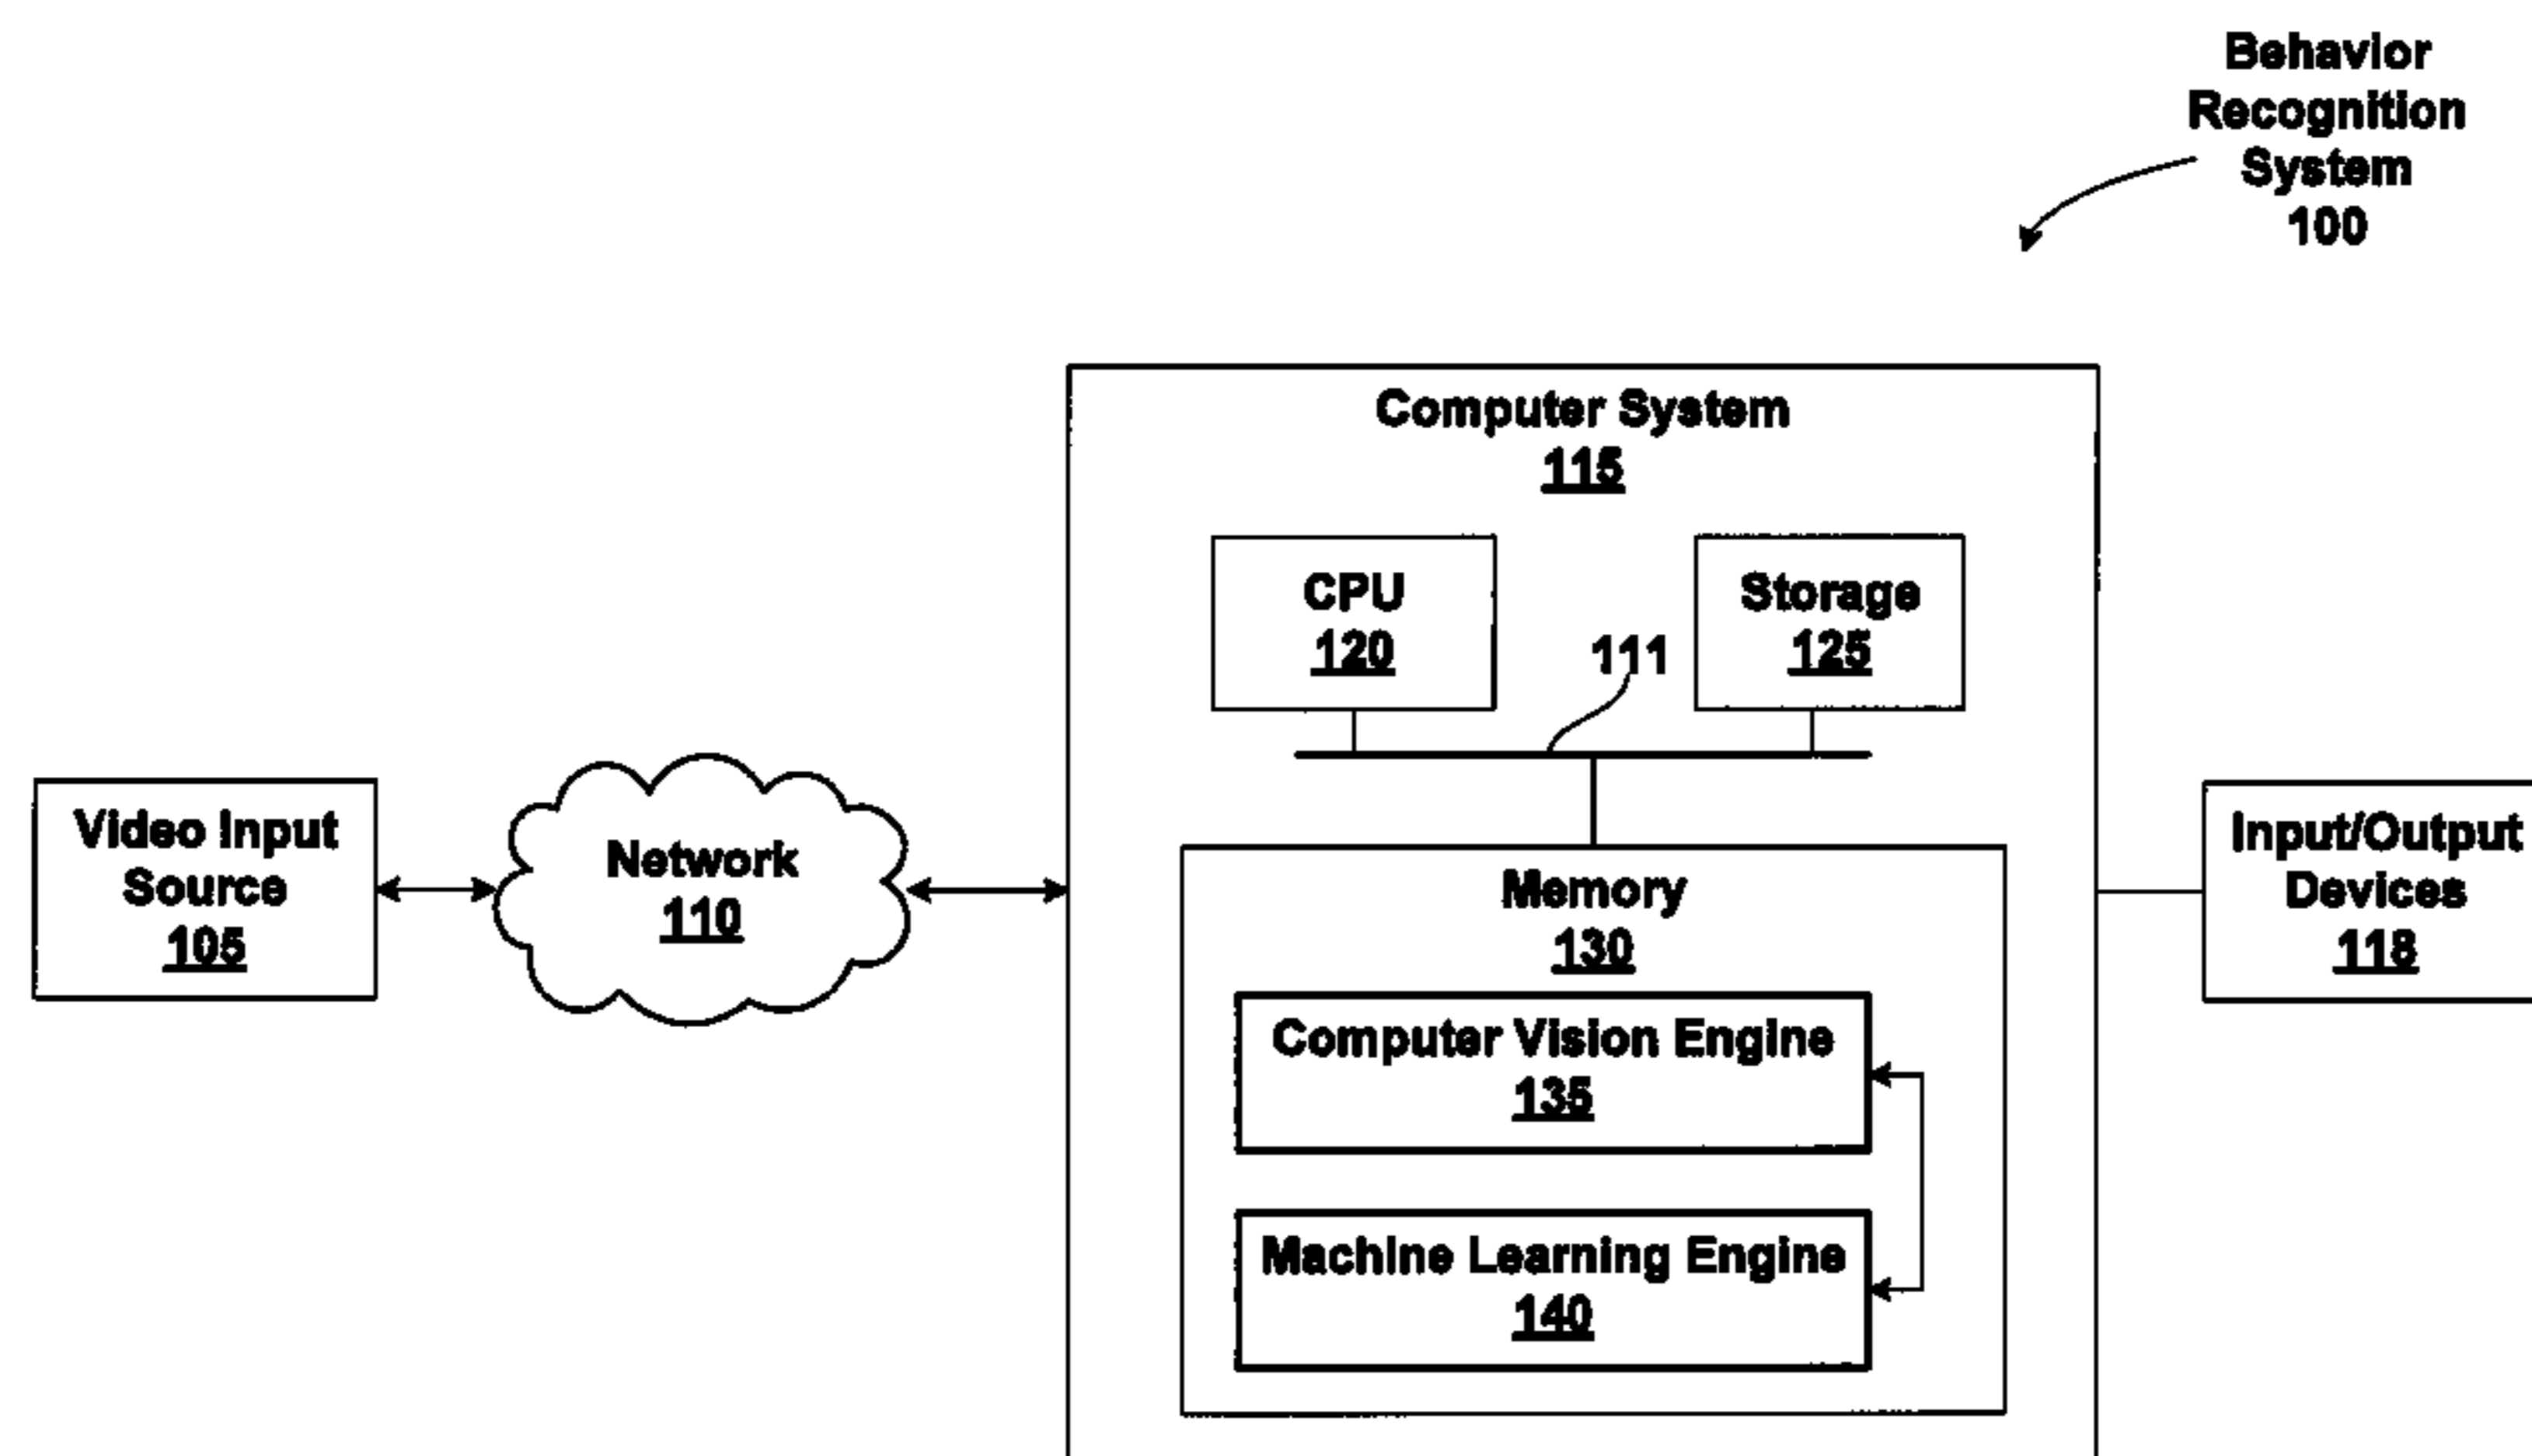 Behavior
Recognition
System
100
Computer System
115
CPU
120
Storage
125
111
Video Input
Source
105
Network
110
Memory
130
Computer Vision Engine
135
Machine Learning Engine
140
Input/Output
Devices
118